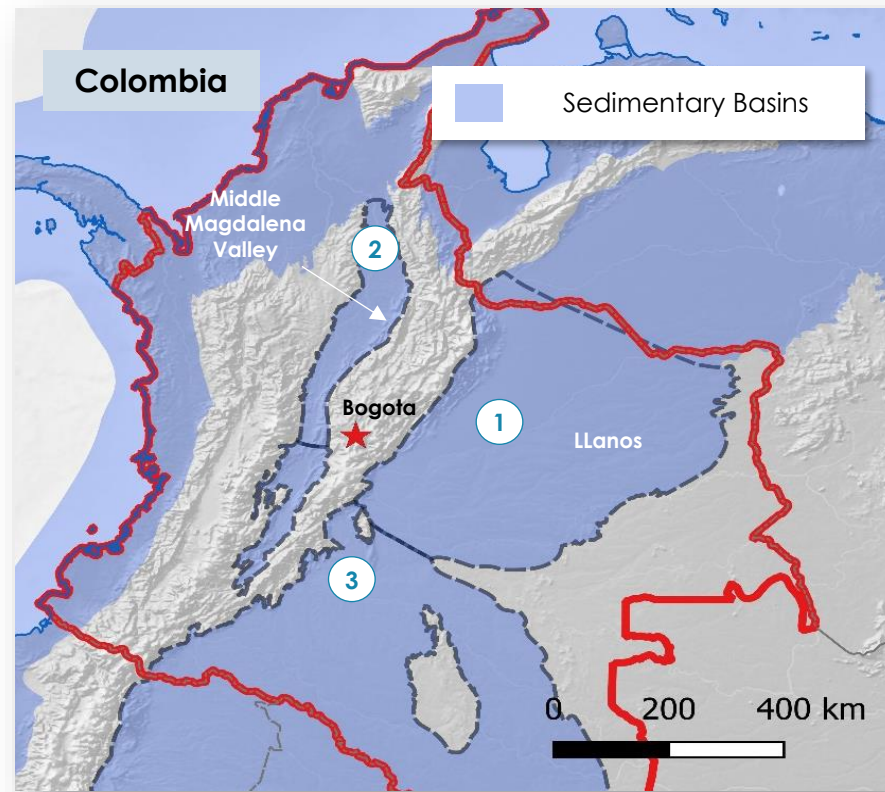 Colombia
Sedimentary Basins
Middle
Magdalena
Valley
2
Bogota
1
LLanos
3
0 200 400 km